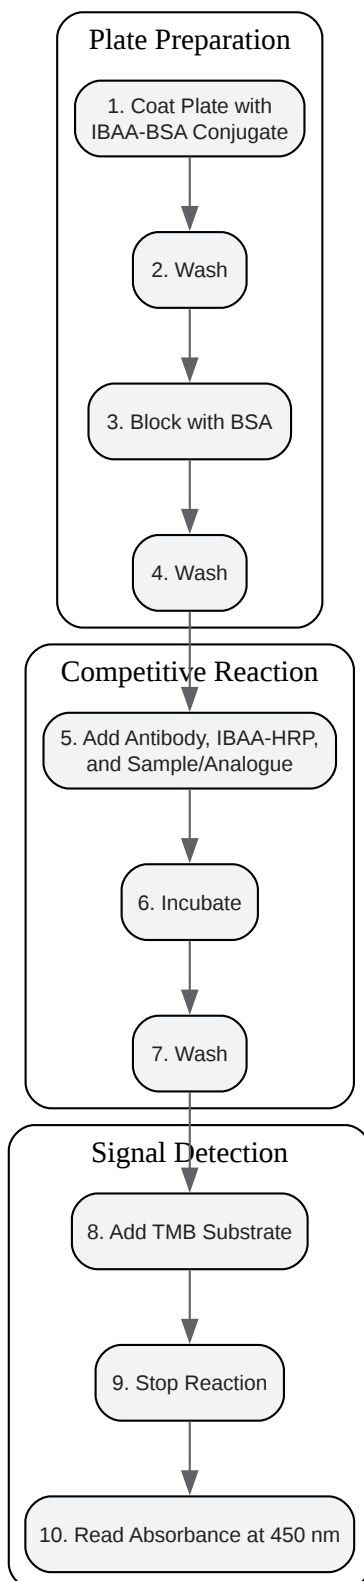 Plate Preparation
1. Coat Plate with
IBAA-BSA Conjugate
2. Wash
3. Block with BSA
4. Wash
Competitive Reaction
5. Add Antibody, IBAA-HRP,
and Sample/Analogue
6. Incubate
7. Wash
Signal Detection
8. Add TMB Substrate
9. Stop Reaction
10. Read Absorbance at 450 nm